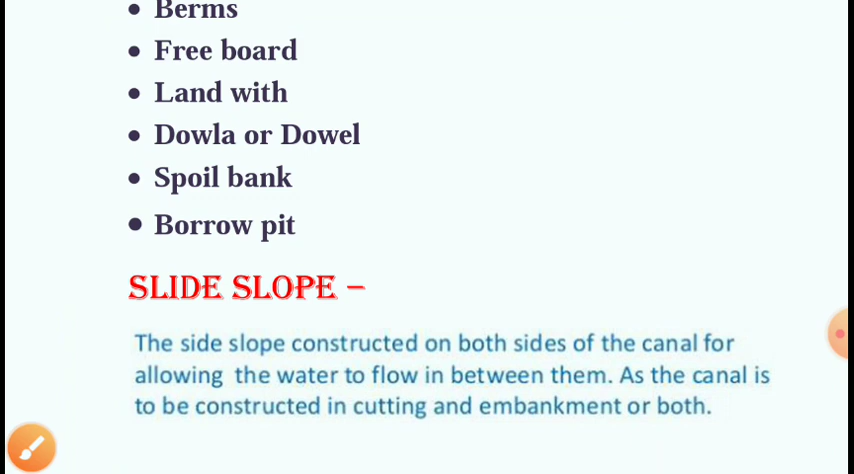 • Berms
• Free board
• Land with
• Dowla or Dowel
• Spoil bank
• Borrow pit
SLIDE SLOPE –
The side slope constructed on both sides of the canal for
allowing the water to flow in between them. As the canal is
to be constructed in cutting and embankment or both.